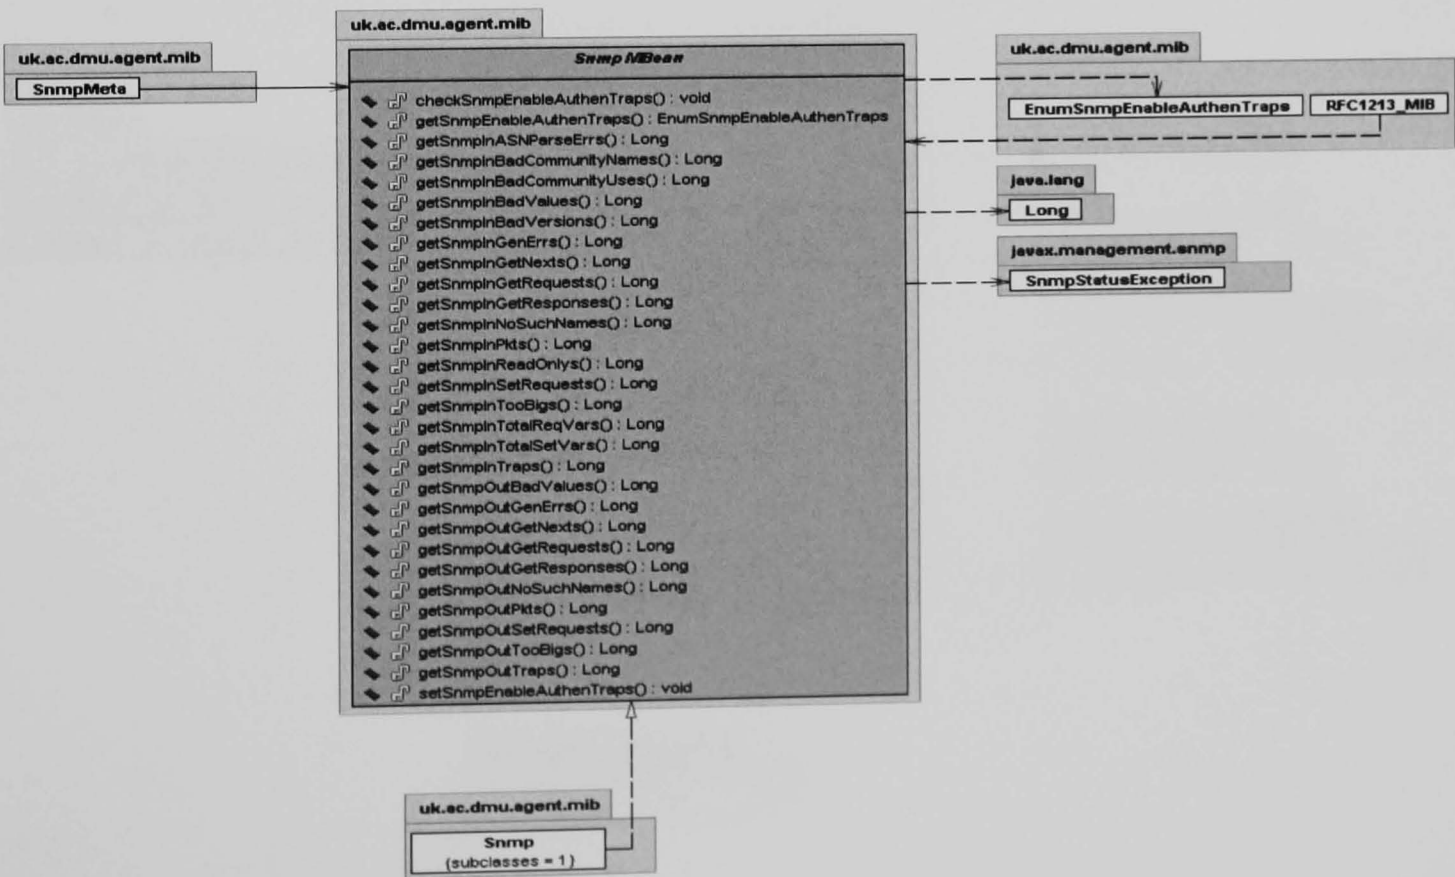 uk.ac.dmu.agent.mib
SnmpMeta
uk.ac.dmu.agent.mib
SnmpMBean
checkSnmpEnableAuthenTraps() : void
getSnmpEnableAuthenTraps() : EnumSnmpEnableAuthenTraps
getSnmpInASNParseErrs() : Long
getSnmpInBadCommunityNames() : Long
getSnmpInBadCommunityUses() : Long
getSnmpInBadValues() : Long
getSnmpInBadVersions() : Long
getSnmpInGenErrs() : Long
getSnmpInGetNexts() : Long
getSnmpInGetRequests() : Long
getSnmpInGetResponses() : Long
getSnmpInNoSuchNames() : Long
getSnmpInPkts() : Long
getSnmpInReadOnlys() : Long
getSnmpInSetRequests() : Long
getSnmpInTooBigs() : Long
getSnmpInTotalReqVars() : Long
getSnmpInTotalSetVars() : Long
getSnmpInTraps() : Long
getSnmpOutBadValues() : Long
getSnmpOutGenErrs() : Long
getSnmpOutGetNexts() : Long
getSnmpOutGetRequests() : Long
getSnmpOutGetResponses() : Long
getSnmpOutNoSuchNames() : Long
getSnmpOutPkts() : Long
getSnmpOutSetRequests() : Long
getSnmpOutTooBigs() : Long
getSnmpOutTraps() : Long
setSnmpEnableAuthenTraps() : void
uk.ac.dmu.agent.mib
EnumSnmpEnableAuthenTraps
RFC1213_MIB
java.lang
Long
javax.management.snmp
SnmpStatusException
uk.ac.dmu.agent.mib
Snmp
(subclasses = 1)